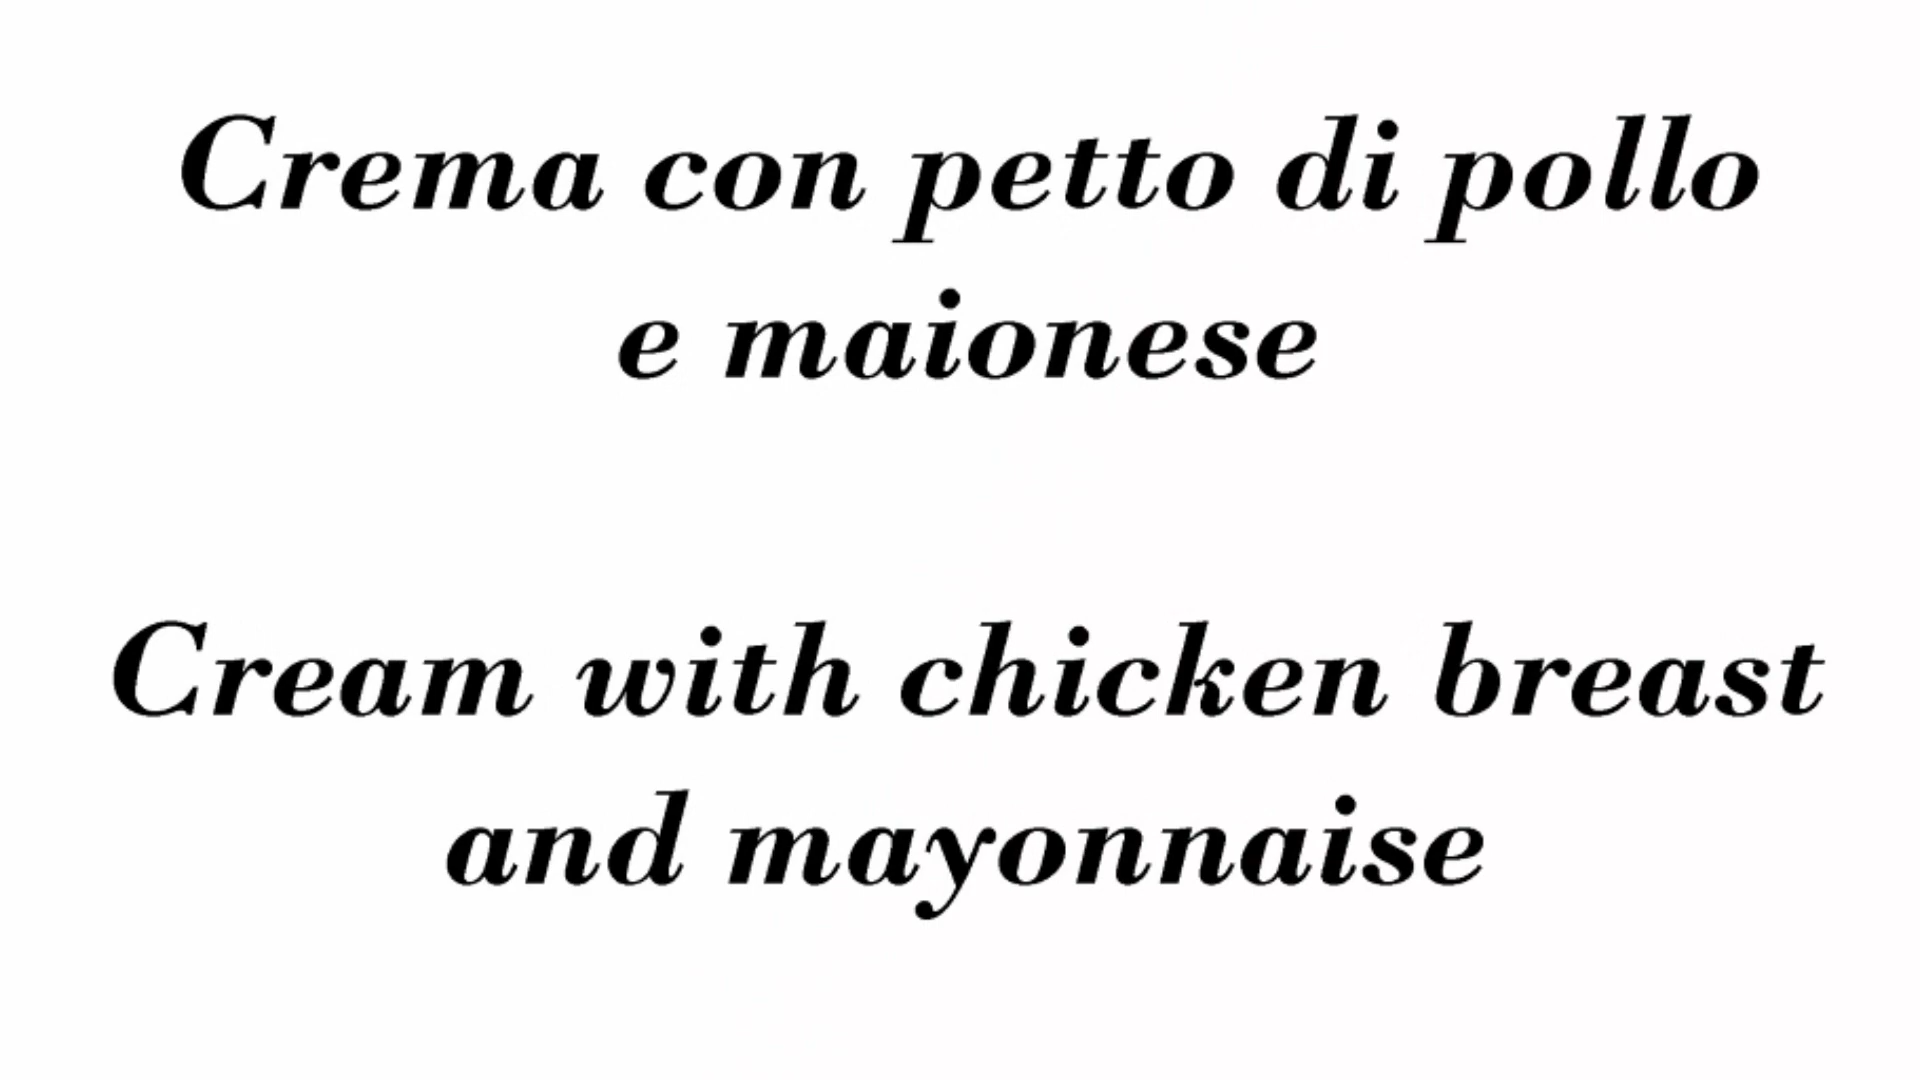 Crema con petto di pollo
e maionese
Cream with chicken breast
and mayonnaise